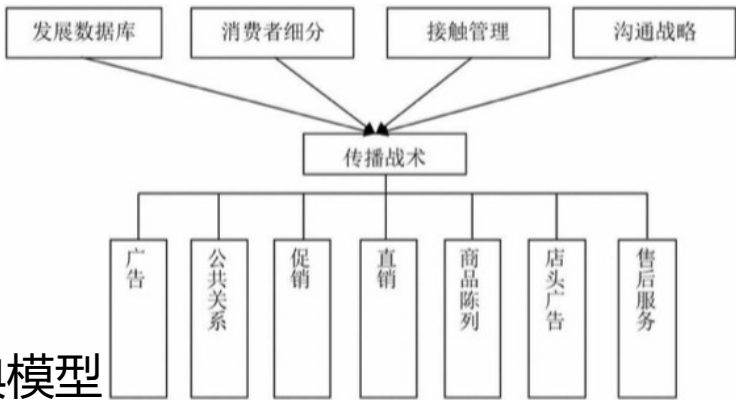 发展数据库
消费者细分
接触管理
沟通战略
传播战术
广告
公共关系
促销
直销
商品陈列
店头广告
售后服务
模型